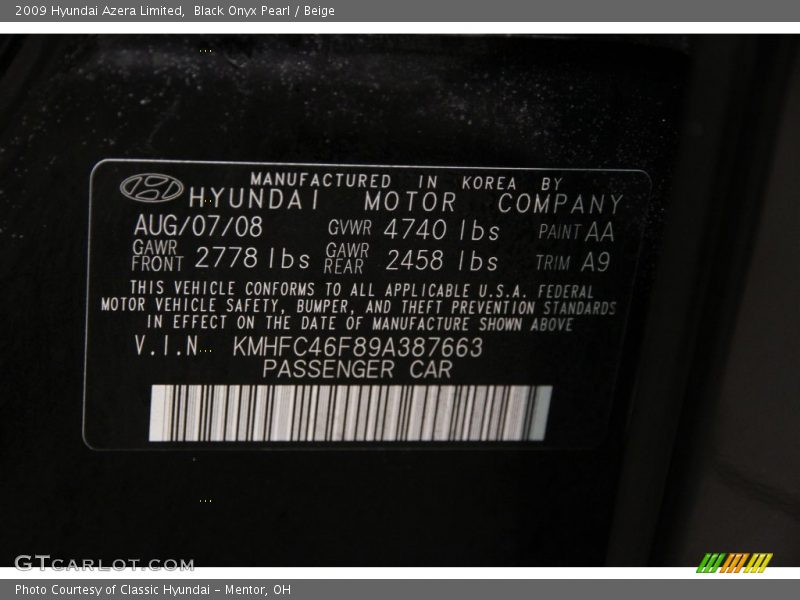 2009 Hyundai Azera Limited, Black Onyx Pearl / Beige
MANUFACTURED IN KOREA BY
HYUNDAI MOTOR COMPANY
AUG/07/08 GVWR 4740 lbs PAINT AA
GAWR FRONT 2778 lbs GAWR REAR 2458 lbs TRIM A9
THIS VEHICLE CONFORMS TO ALL APPLICABLE U.S.A. FEDERAL
MOTOR VEHICLE SAFETY, BUMPER, AND THEFT PREVENTION STANDARDS
IN EFFECT ON THE DATE OF MANUFACTURE SHOWN ABOVE
V.I.N KMHFC46F89A387663
PASSENGER CAR
GTCARLOT.COM
Photo Courtesy of Classic Hyundai - Mentor, OH